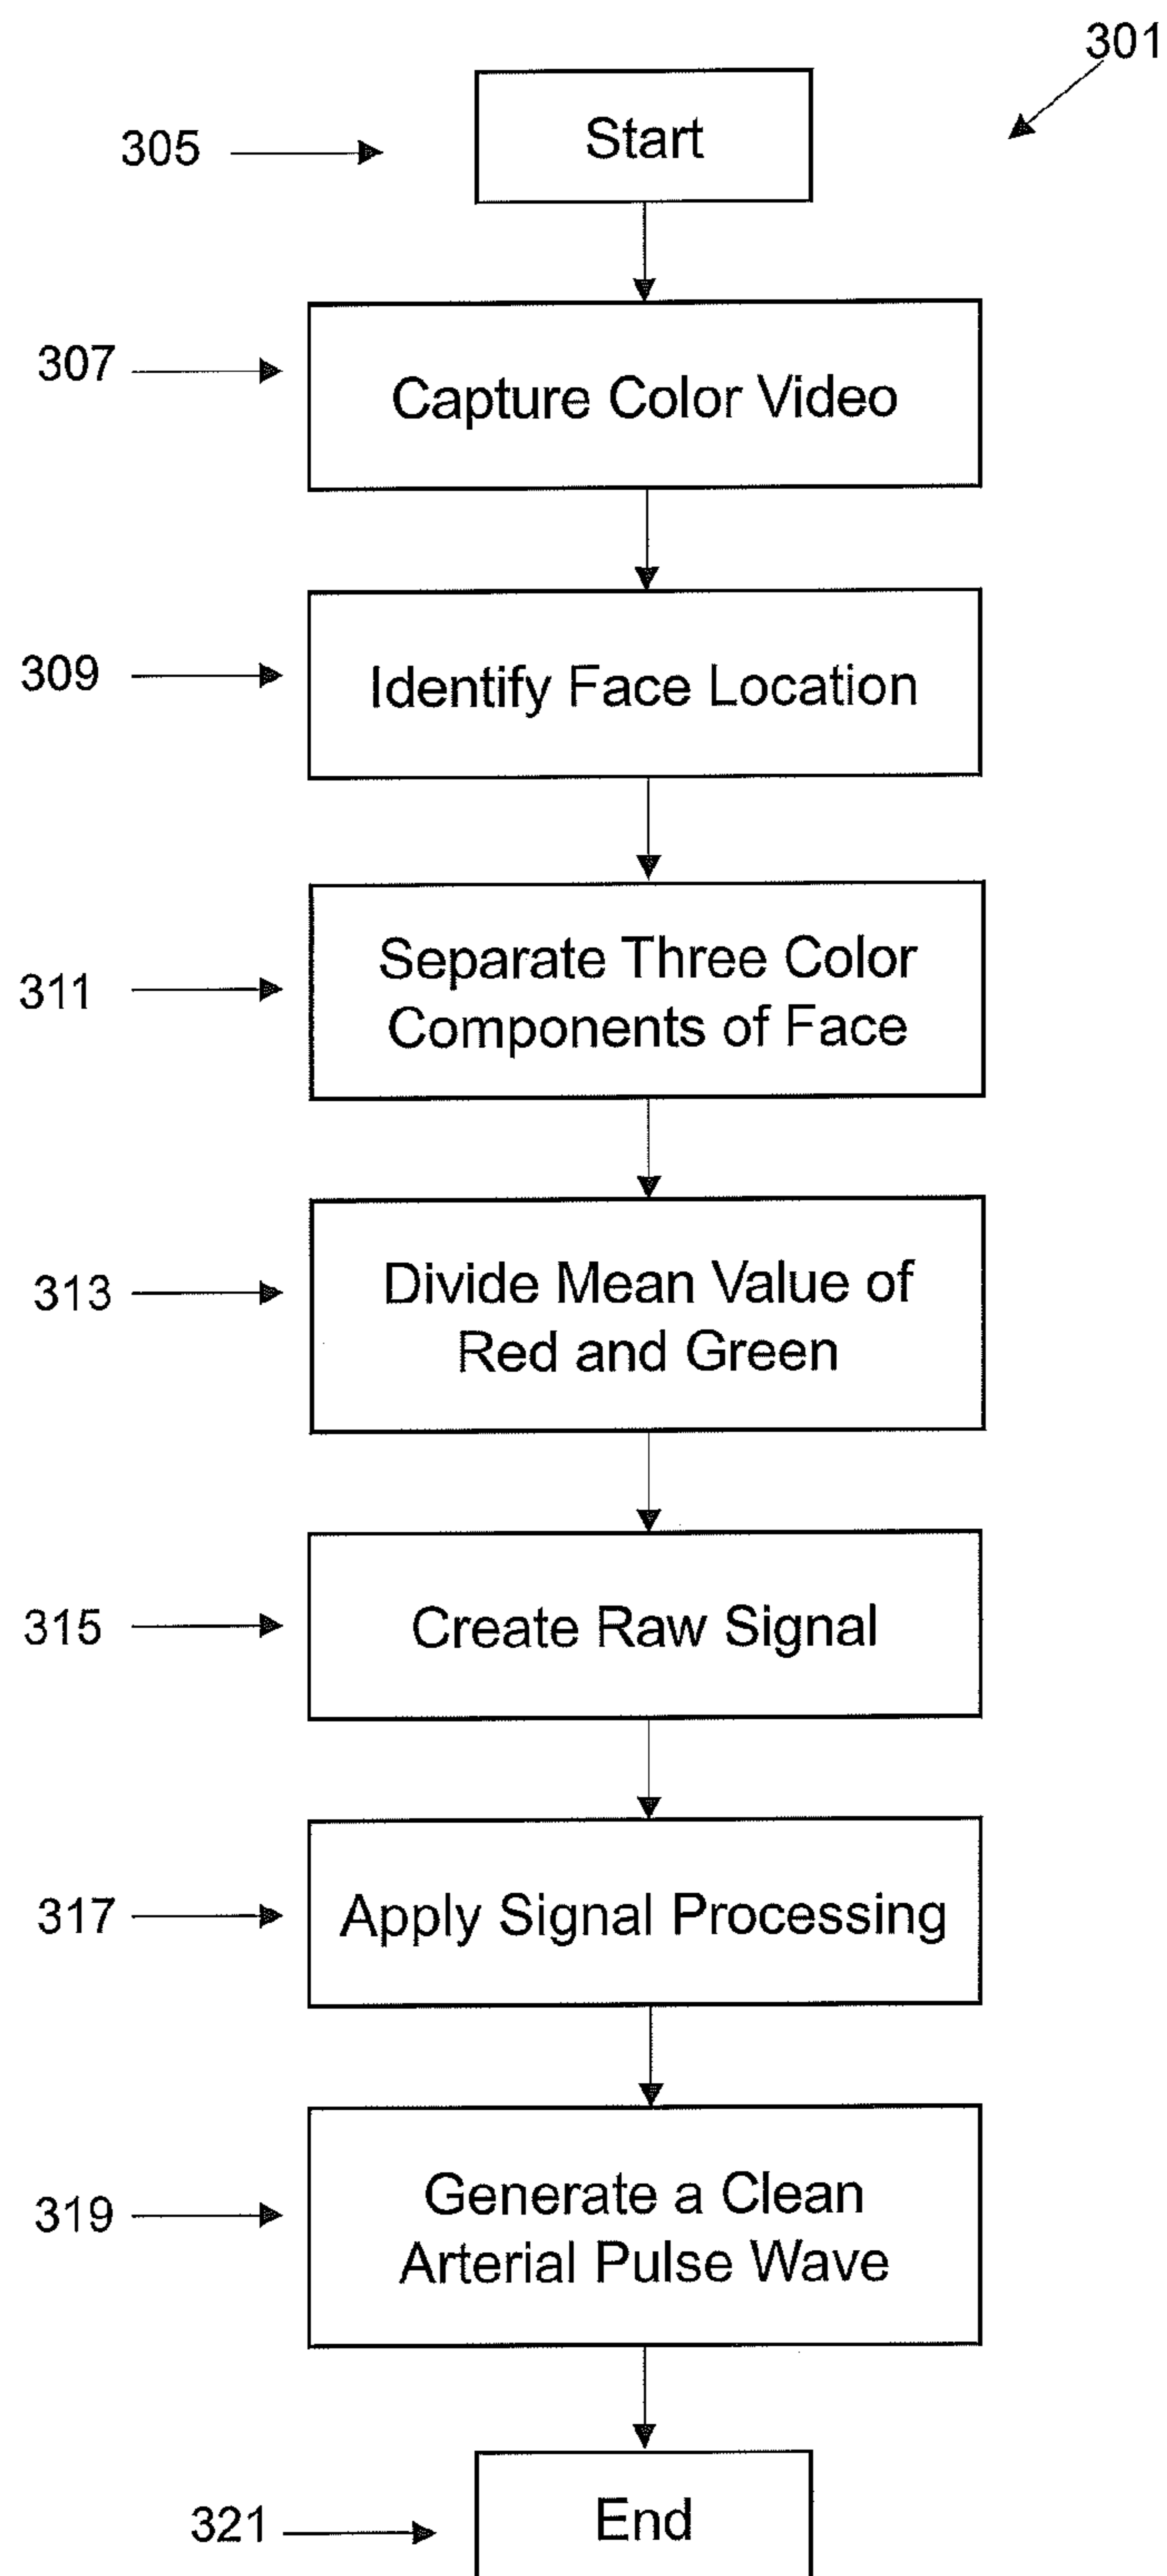 301
305
Start
307
Capture Color Video
309
Identify Face Location
311
Separate Three Color
Components of Face
313
Divide Mean Value of
Red and Green
315
Create Raw Signal
317
Apply Signal Processing
319
Generate a Clean
Arterial Pulse Wave
321
End